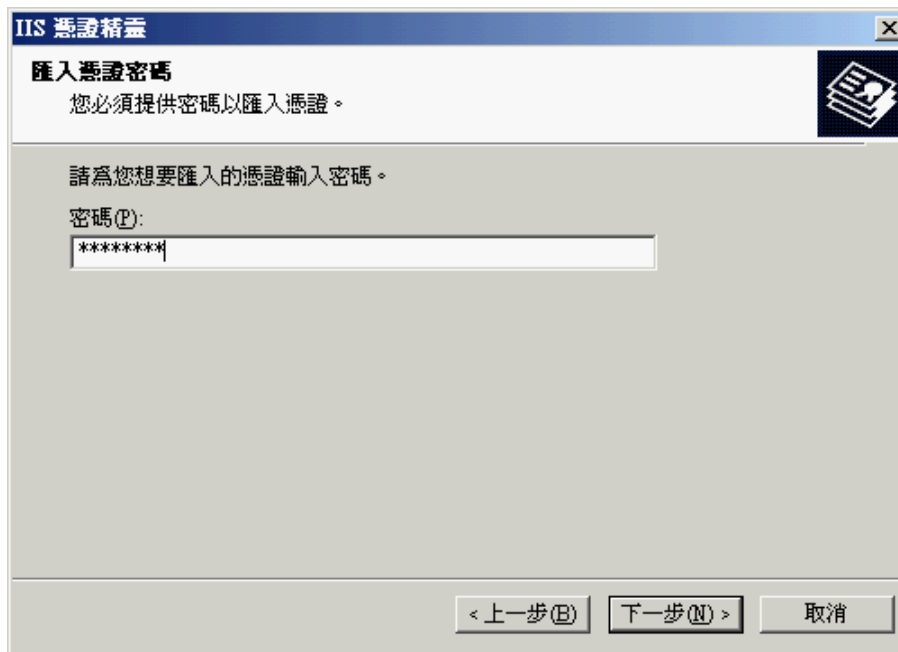 IIS 憑證精靈
匯入憑證密碼
您必須提供密碼以匯入憑證。
請爲您想要匯入的憑證輸入密碼。
密碼(P):
********
< 上一步(B)
下一步(N) >
取消